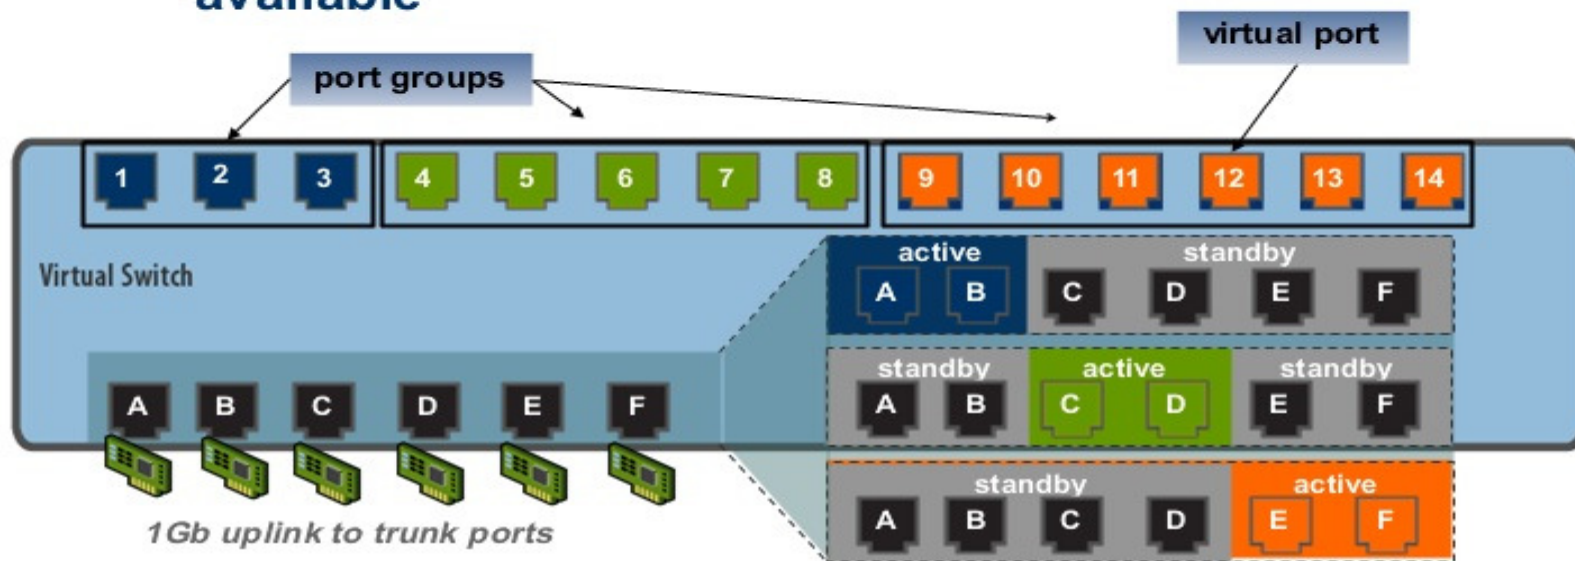 available
virtual port
port groups
1 2 3 4 5 6 7 8 9 10 11 12 13 14
Virtual Switch
active standby
A B C D E F
standby active standby
A B C D E F
A B C D E F
standby active
A B C D E F
1Gb uplink to trunk ports